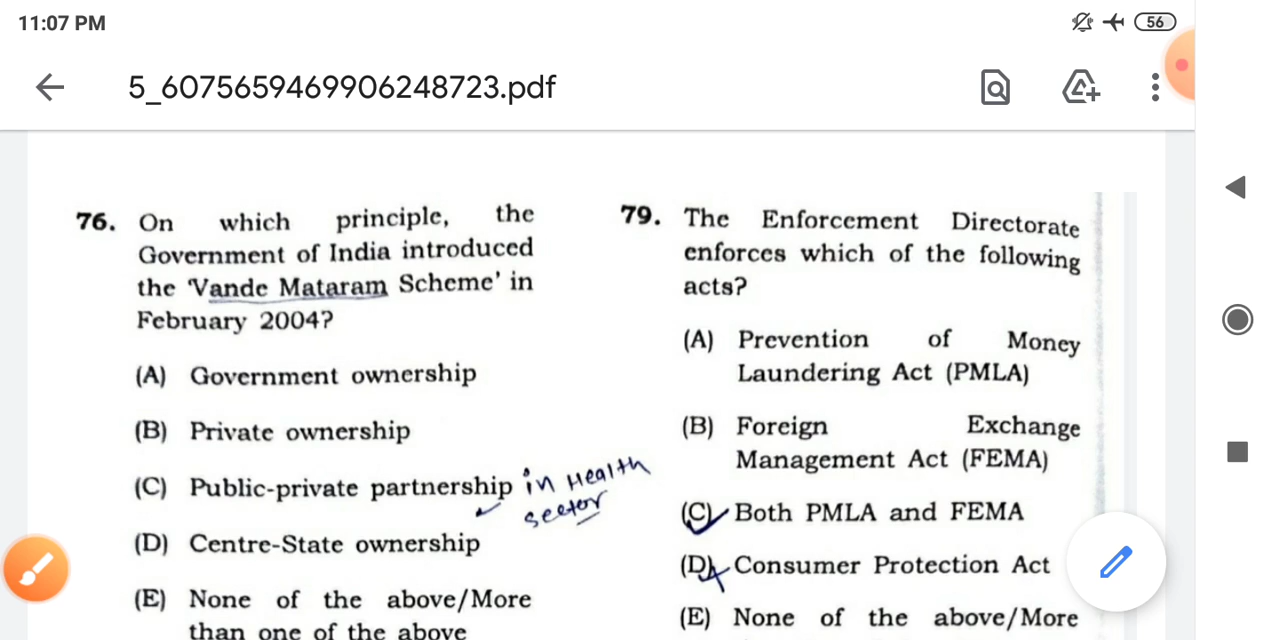 11:07 PM
56
5_6075659469906248723.pdf
76. On which principle, the
Government of India introduced
the 'Vande Mataram Scheme' in
February 2004?
(A) Government ownership
(B) Private ownership
(C) Public-private partnership in Health
sector
(D) Centre-State ownership
(E) None of the above/More
than one of the above
79. The Enforcement Directorate
enforces which of the following
acts?
(A) Prevention of Money
Laundering Act (PMLA)
(B) Foreign Exchange
Management Act (FEMA)
(C) Both PMLA and FEMA
(D) Consumer Protection Act
(E) None of the above/More